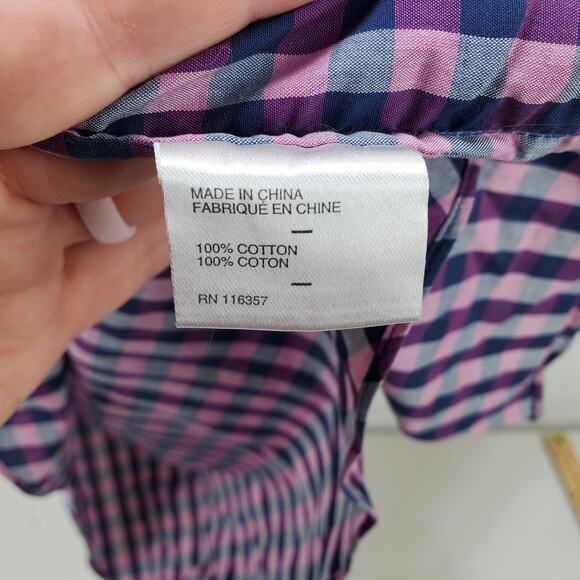 MADE IN CHINA
FABRIQUÉ EN CHINE
100% COTTON
100% COTON
RN 116357